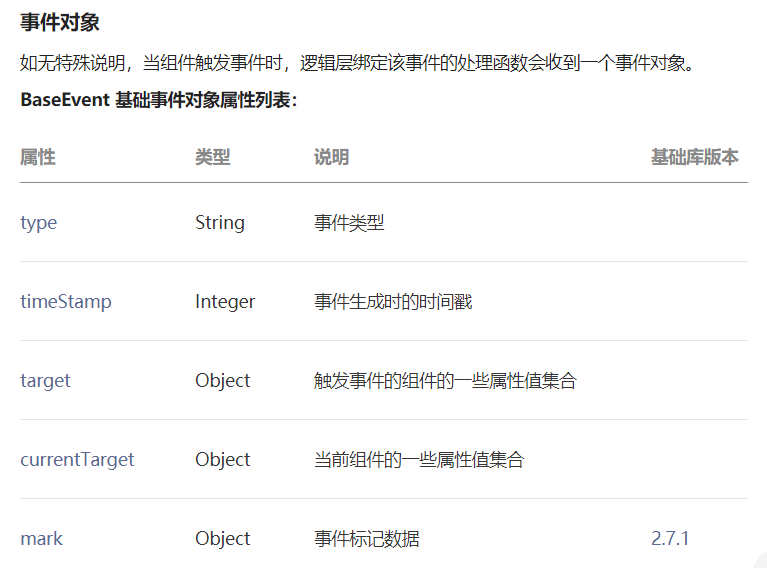 事件对象
如无特殊说明，当组件触发事件时，逻辑层绑定该事件的处理函数会收到一个事件对象。
BaseEvent 基础事件对象属性列表：
属性 类型 说明 基础库版本
type String 事件类型
timeStamp Integer 事件生成时的时间戳
target Object 触发事件的组件的一些属性值集合
currentTarget Object 当前组件的一些属性值集合
mark Object 事件标记数据 2.7.1